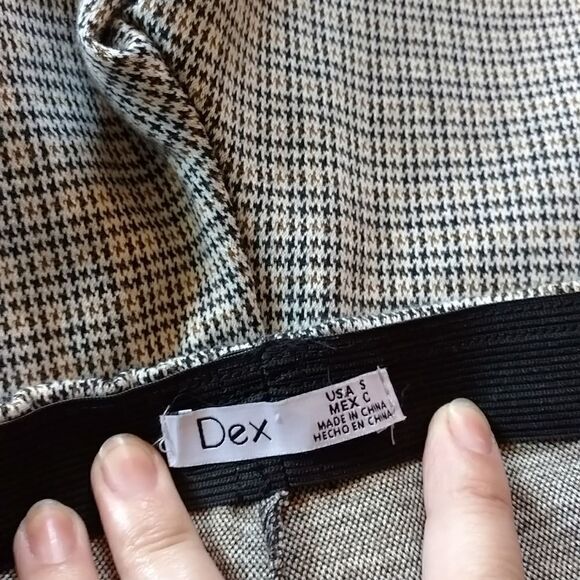 Dex
USA S
MEX C
MADE IN CHINA
HECHO EN CHINA